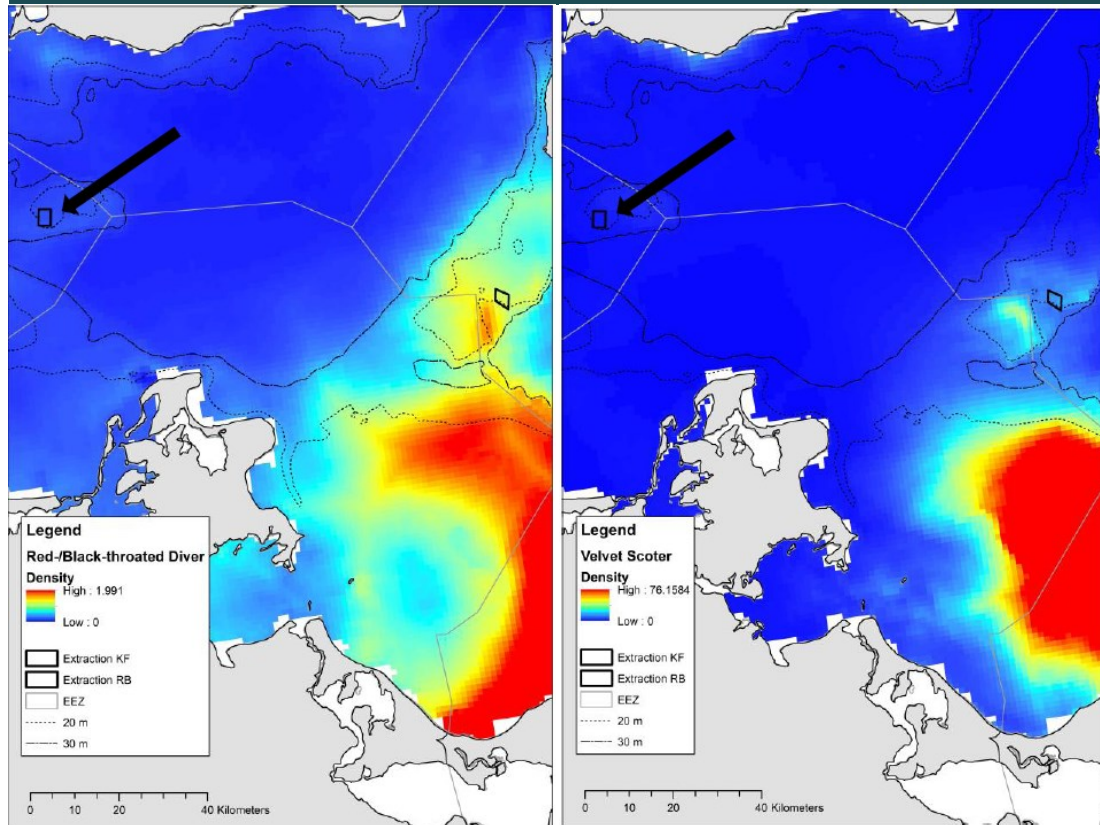 Legend
Red-/Black-throated Diver
Density
High : 1.991
Low : 0
Extraction KF
Extraction RB
EEZ
20 m
30 m
0 10 20 40 Kilometers
Legend
Velvet Scoter
Density
High : 76.1584
Low : 0
Extraction KF
Extraction RB
EEZ
20 m
30 m
0 10 20 40 Kilometers